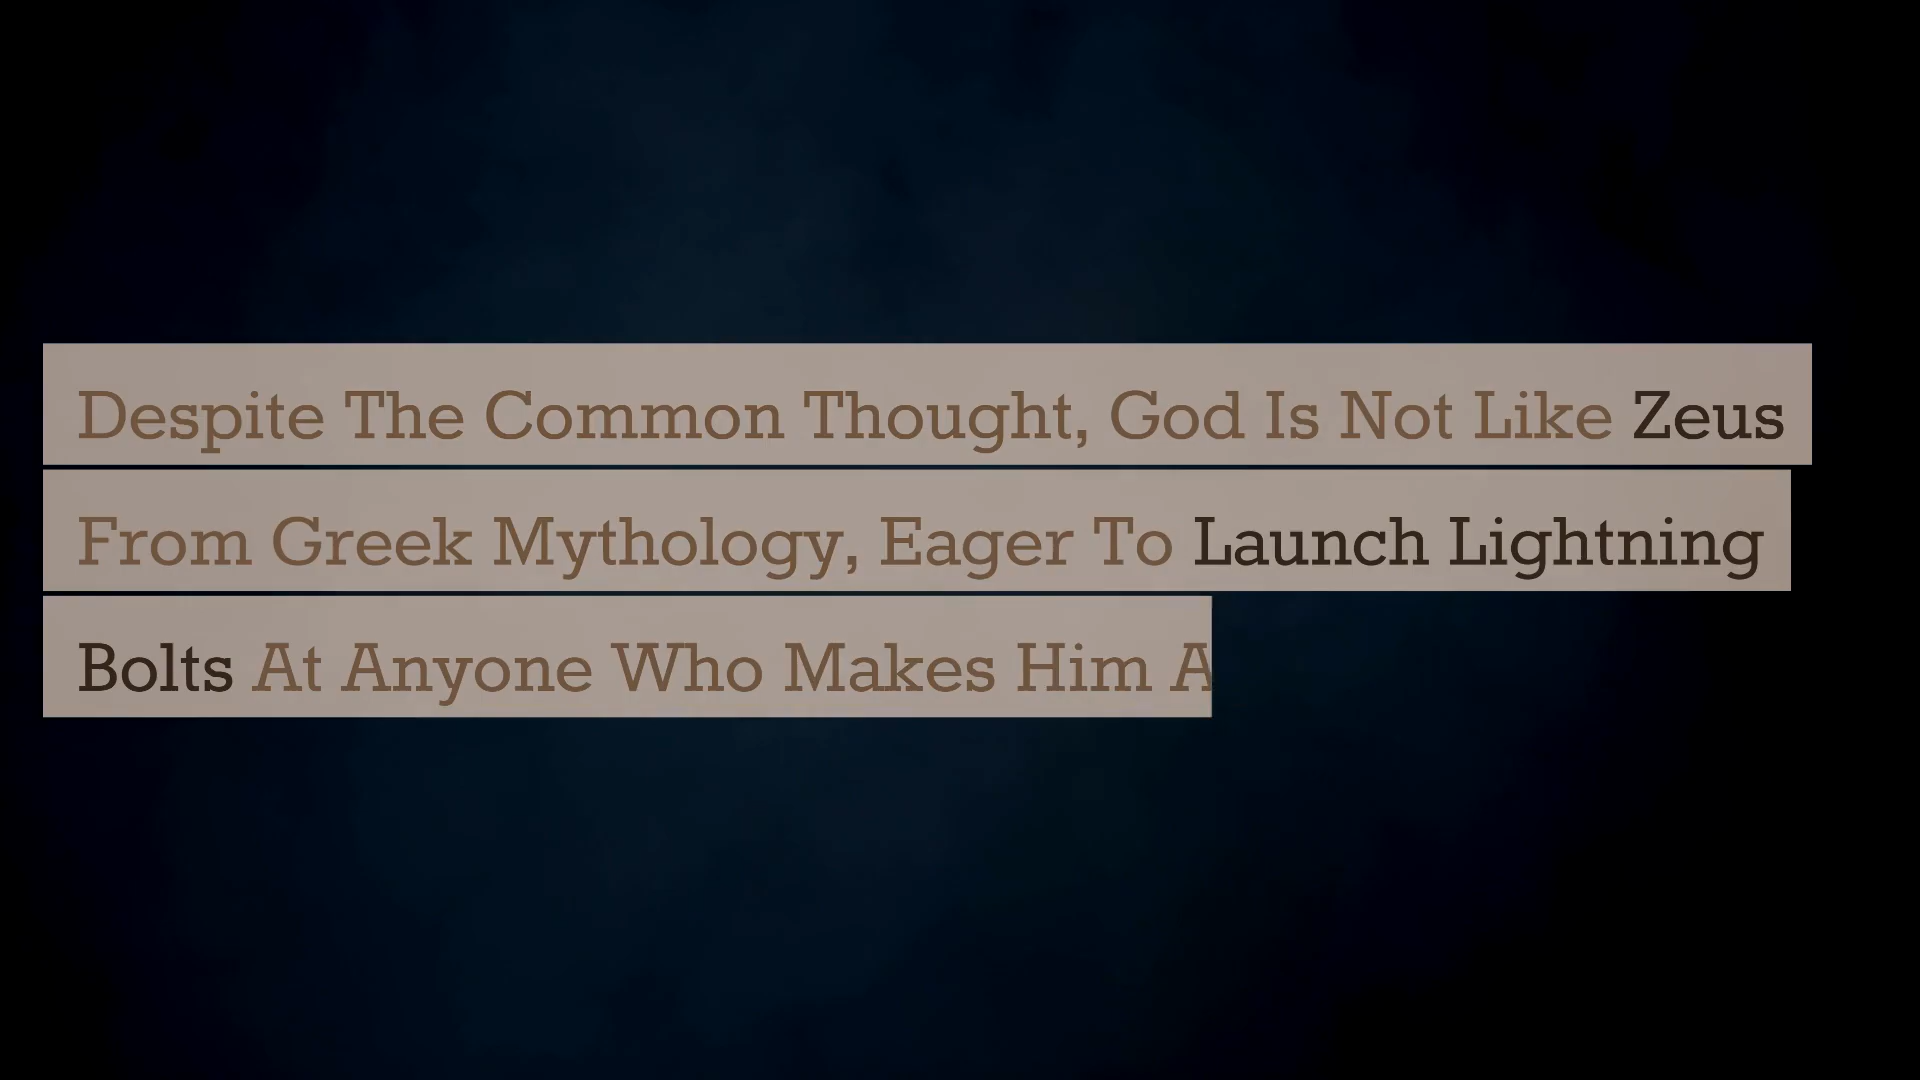 Despite The Common Thought, God Is Not Like Zeus
From Greek Mythology, Eager To Launch Lightning
Bolts At Anyone Who Makes Him